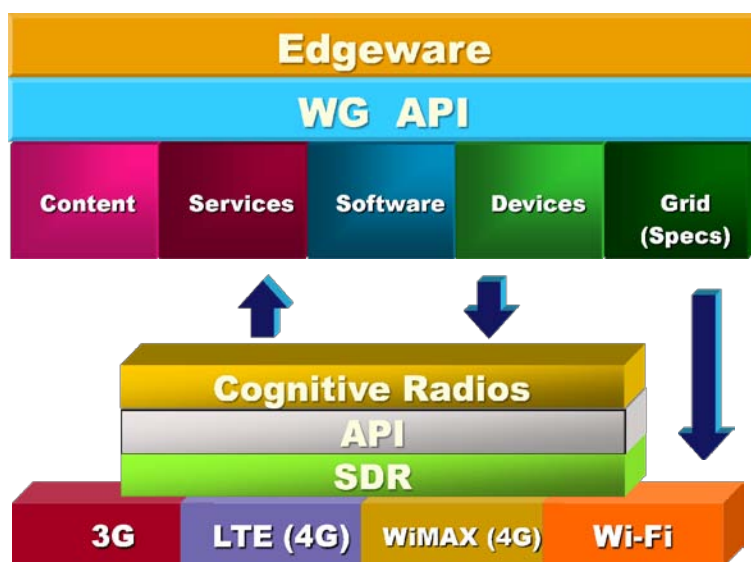 Edgeware
WG API
Content
Services
Software
Devices
Grid
(Specs)
Cognitive Radios
API
SDR
3G
LTE (4G)
WiMAX (4G)
Wi-Fi